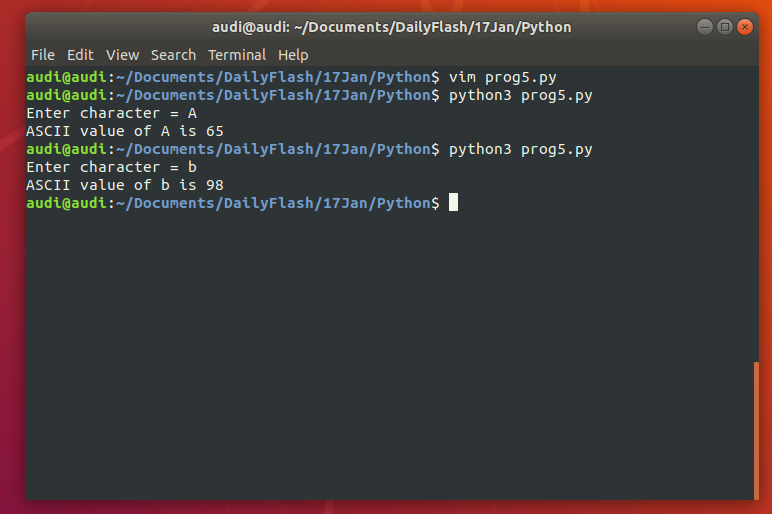 audi@audi: ~/Documents/DailyFlash/17Jan/Python
File Edit View Search Terminal Help
audi@audi:~/Documents/DailyFlash/17Jan/Python$ vim prog5.py
audi@audi:~/Documents/DailyFlash/17Jan/Python$ python3 prog5.py
Enter character = A
ASCII value of A is 65
audi@audi:~/Documents/DailyFlash/17Jan/Python$ python3 prog5.py
Enter character = b
ASCII value of b is 98
audi@audi:~/Documents/DailyFlash/17Jan/Python$